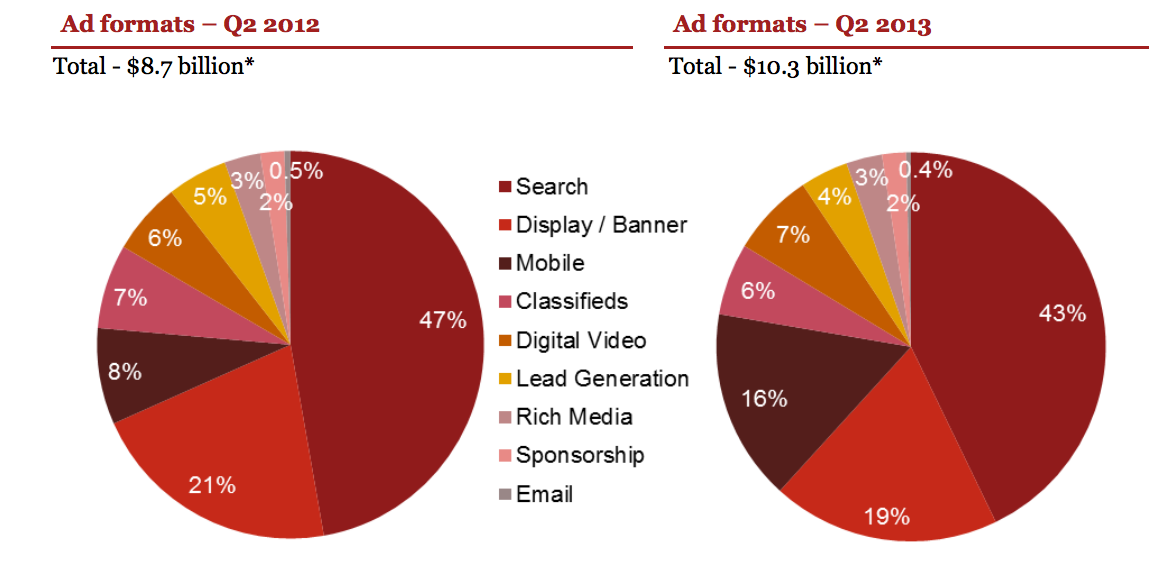 Ad formats – Q2 2012
Total - $8.7 billion*
0.5%
3%
2%
5%
6%
7%
8%
21%
47%
Search
Display / Banner
Mobile
Classifieds
Digital Video
Lead Generation
Rich Media
Sponsorship
Email
Ad formats – Q2 2013
Total - $10.3 billion*
0.4%
3%
2%
4%
7%
6%
16%
19%
43%